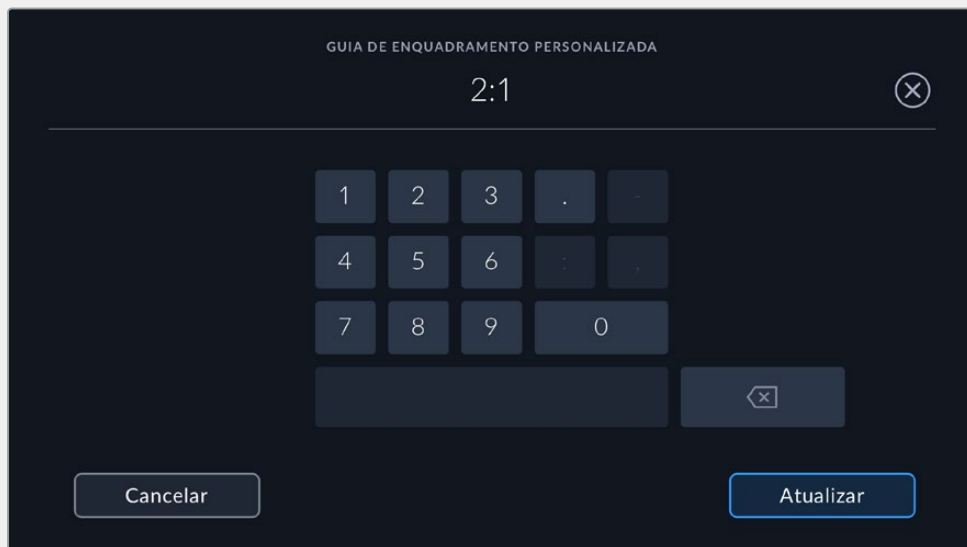 GUIA DE ENQUADRAMENTO PERSONALIZADA
2:1
1 2 3 . -
4 5 6 : ,
7 8 9 0
Cancelar Atualizar